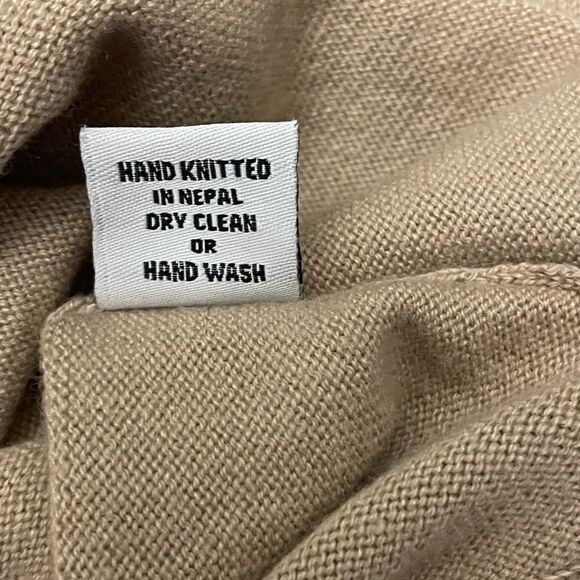 HAND KNITTED
IN NEPAL
DRY CLEAN
OR
HAND WASH